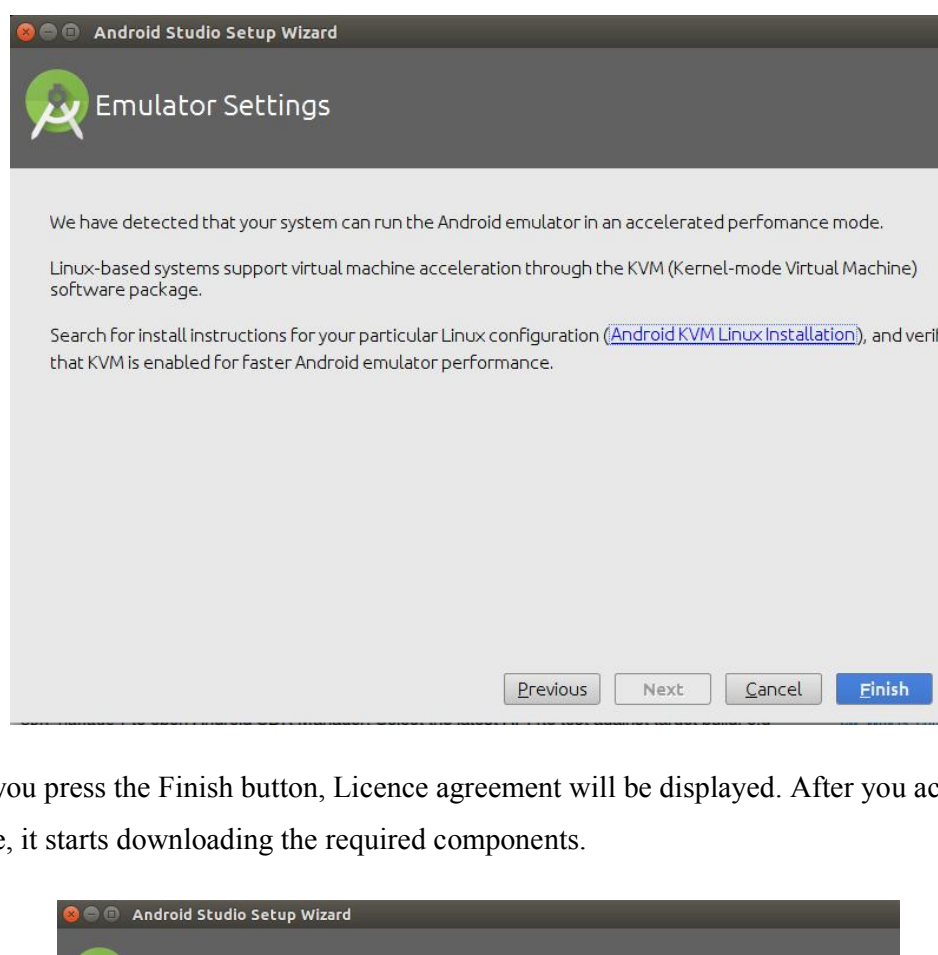 Android Studio Setup Wizard
Emulator Settings
We have detected that your system can run the Android emulator in an accelerated perfomance mode.
Linux-based systems support virtual machine acceleration through the KVM (Kernel-mode Virtual Machine)
software package.
Search for install instructions for your particular Linux configuration (Android KVM Linux Installation), and
that KVM is enabled for faster Android emulator performance.
Previous Next Cancel Finish
you press the Finish button, Licence agreement will be displayed. After you
it starts downloading the required components.
Android Studio Setup Wizard